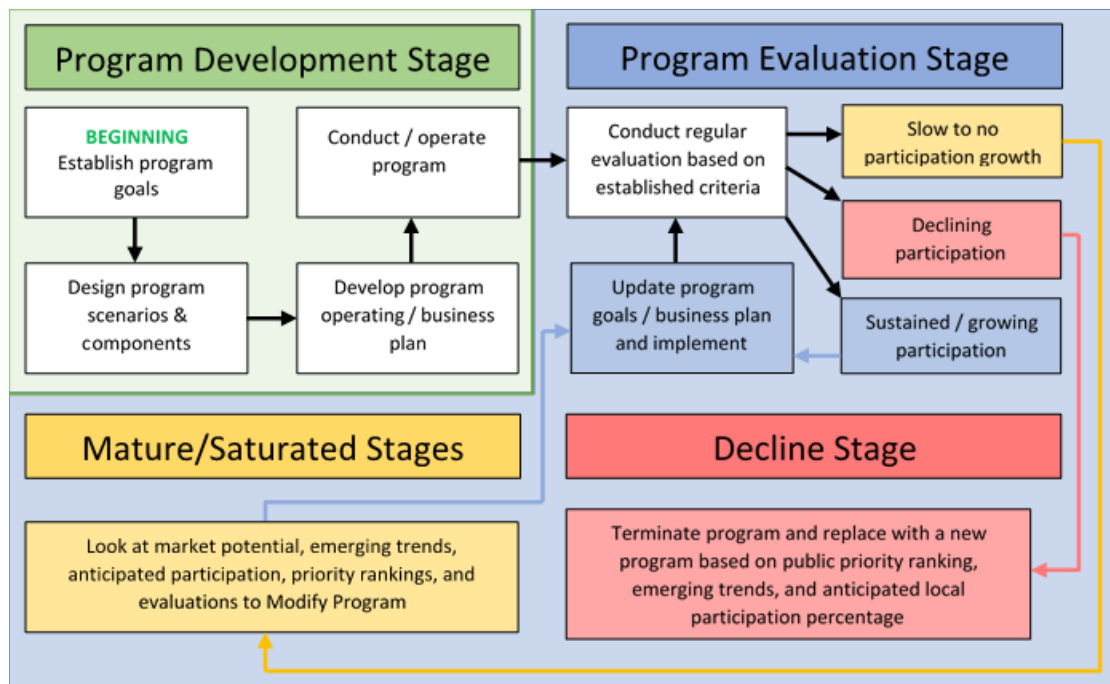 Program Development Stage
BEGINNING
Establish program
goals
Conduct / operate
program
Design program
scenarios &
components
Develop program
operating / business
plan
Program Evaluation Stage
Conduct regular
evaluation based on
established criteria
Slow to no
participation growth
Declining
participation
Update program
goals / business plan
and implement
Sustained / growing
participation
Mature/Saturated Stages
Look at market potential, emerging trends,
anticipated participation, priority rankings, and
evaluations to Modify Program
Decline Stage
Terminate program and replace with a new
program based on public priority ranking,
emerging trends, and anticipated local
participation percentage